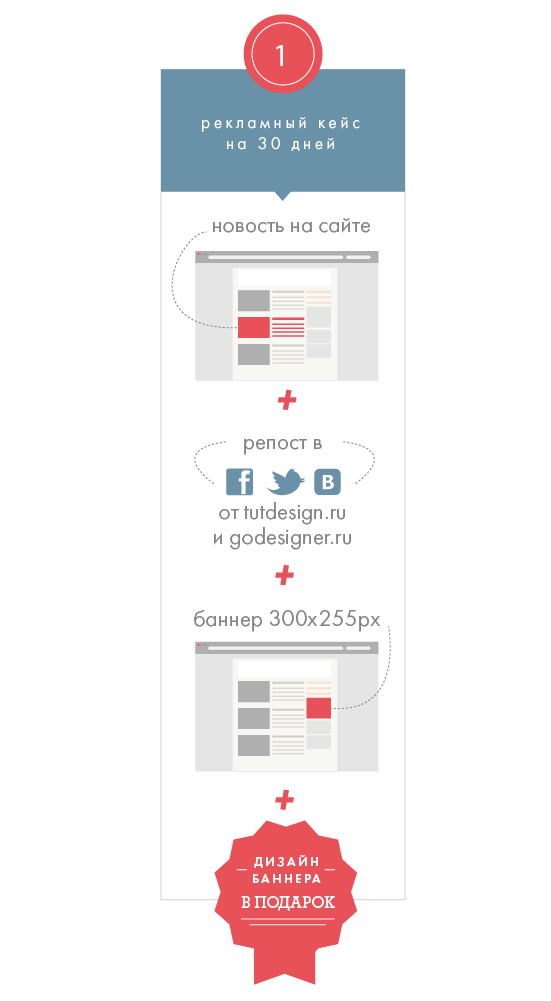 1
рекламный кейс
на 30 дней
новость на сайте
репост в
f
B
от tutdesign.ru
и godesigner.ru
баннер 300x255px
ДИЗАЙН
БАННЕРА
В ПОДАРОК